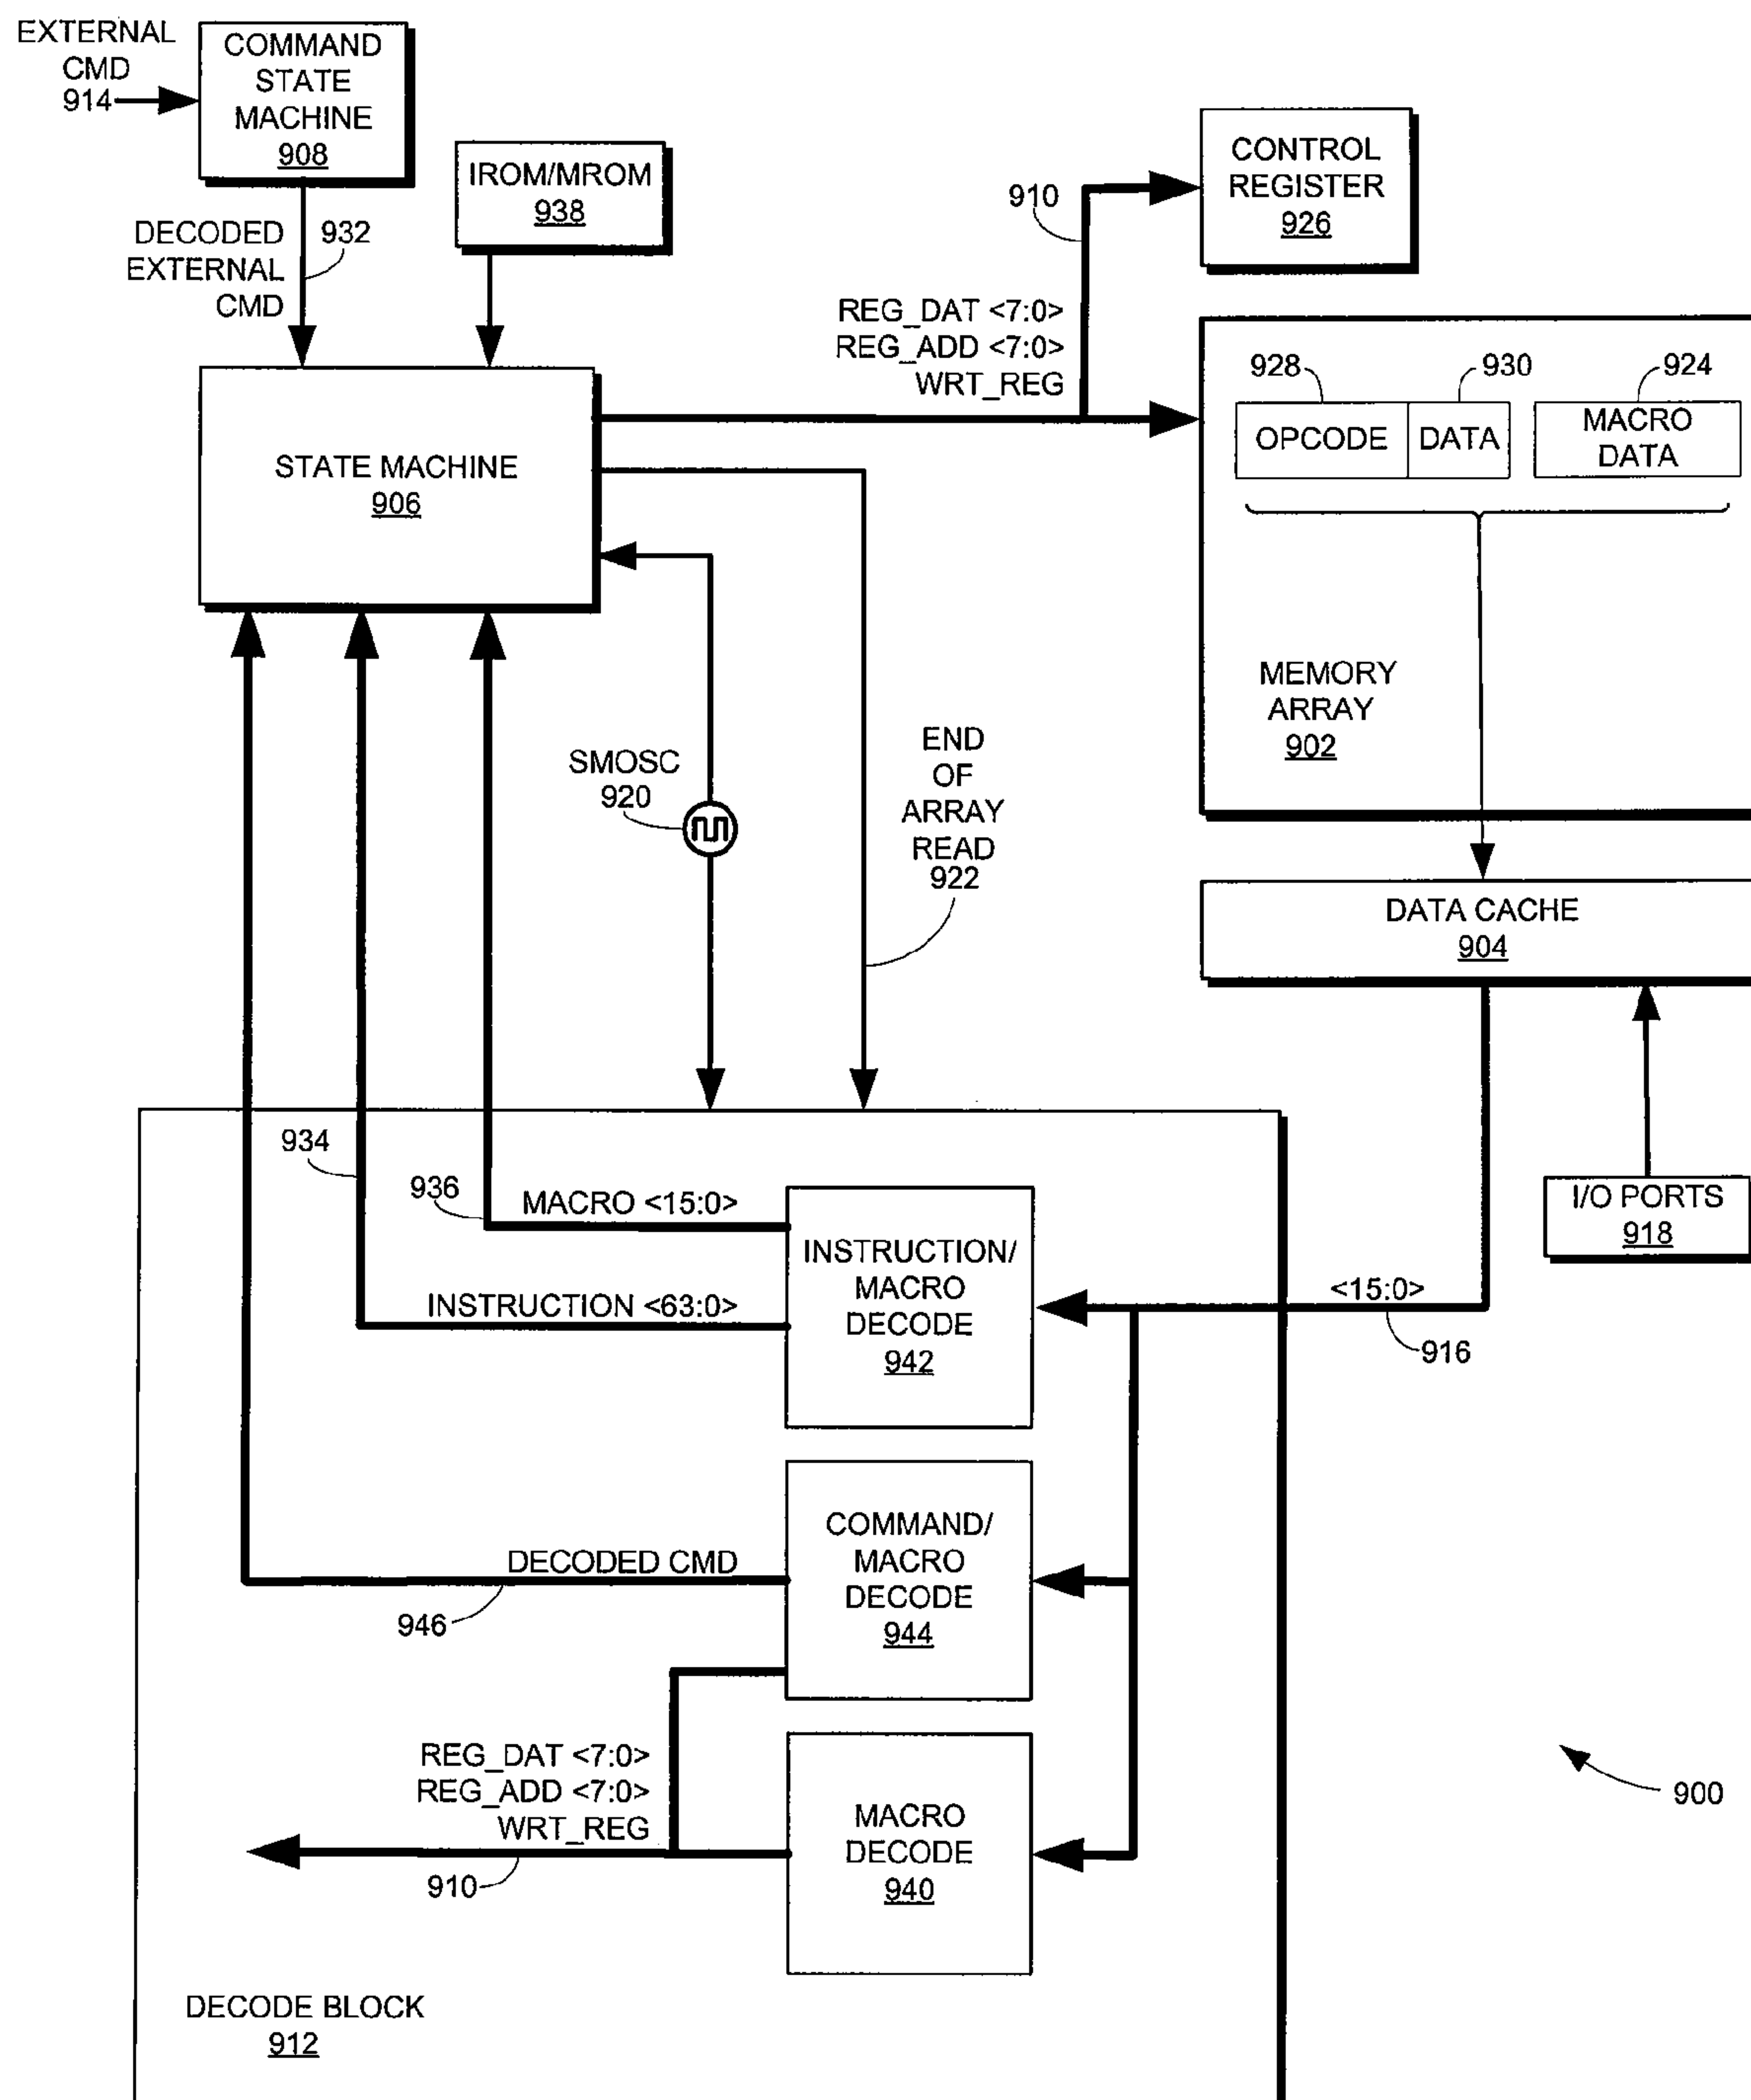 EXTERNAL
CMD
914
COMMAND
STATE
MACHINE
908
IROM/MROM
938
DECODED
EXTERNAL
CMD
932
STATE MACHINE
906
910
CONTROL
REGISTER
926
REG_DAT <7:0>
REG_ADD <7:0>
WRT_REG
928
930
924
OPCODE
DATA
MACRO
DATA
MEMORY
ARRAY
902
SMOSC
920
END
OF
ARRAY
READ
922
DATA CACHE
904
I/O PORTS
918
934
936
MACRO <15:0>
INSTRUCTION <63:0>
INSTRUCTION/
MACRO
DECODE
942
<15:0>
916
DECODED CMD
946
COMMAND/
MACRO
DECODE
944
REG_DAT <7:0>
REG_ADD <7:0>
WRT_REG
910
MACRO
DECODE
940
900
DECODE BLOCK
912